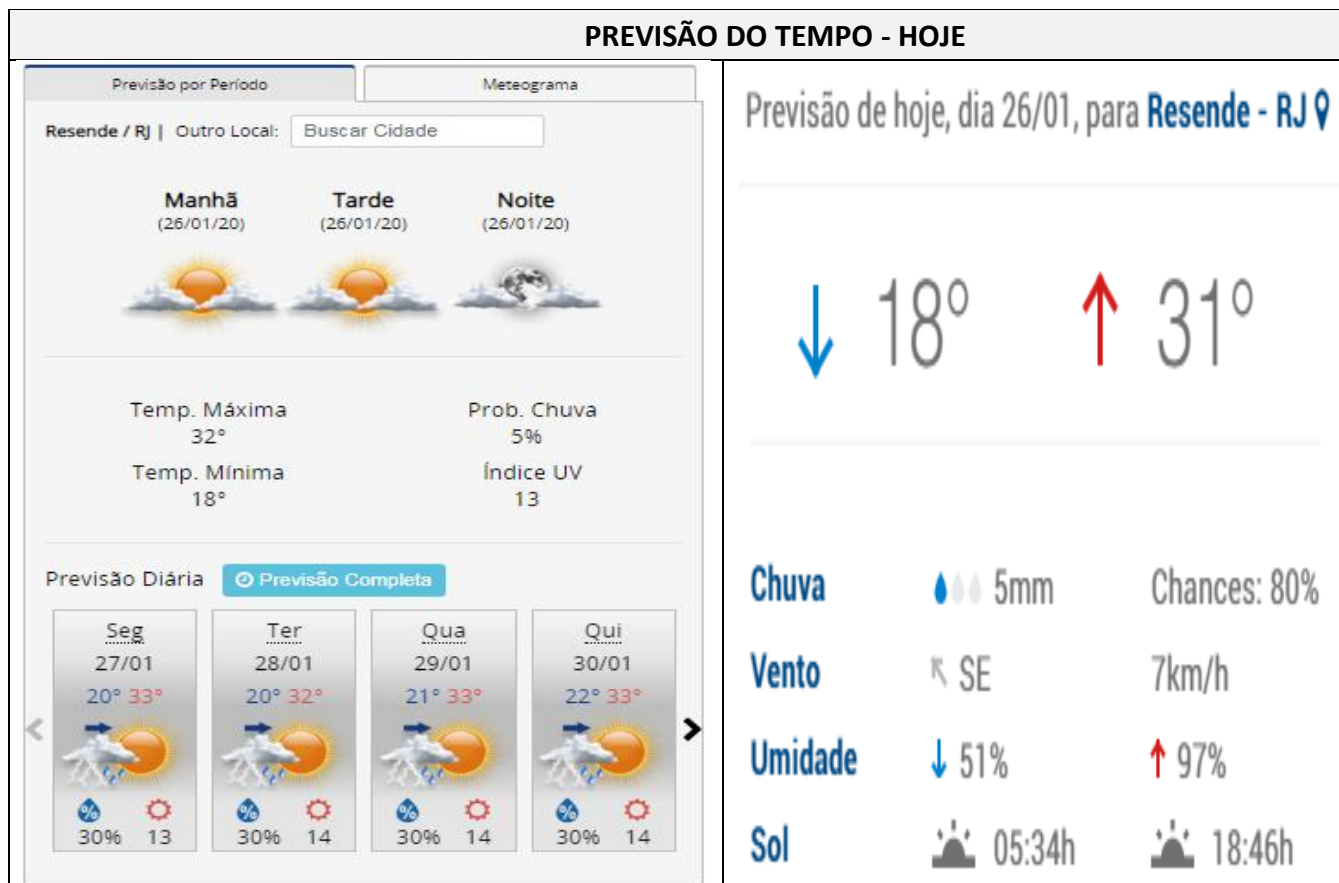 PREVISÃO DO TEMPO - HOJE
Previsão por Período
Meteograma
Resende / RJ | Outro Local: Buscar Cidade
Manhã Tarde Noite
(26/01/20) (26/01/20) (26/01/20)
Temp. Máxima Prob. Chuva
32° 5%
Temp. Mínima Índice UV
18° 13
Previsão Diária Previsão Completa
Seg Ter Qua Qui
27/01 28/01 29/01 30/01
20° 33° 20° 32° 21° 33° 22° 33°
% % % %
30% 13 30% 14 30% 14 30% 14
Previsão de hoje, dia 26/01, para Resende - RJ
18° 31°
Chuva 5mm Chances: 80%
Vento SE 7km/h
Umidade 51% 97%
Sol 05:34h 18:46h